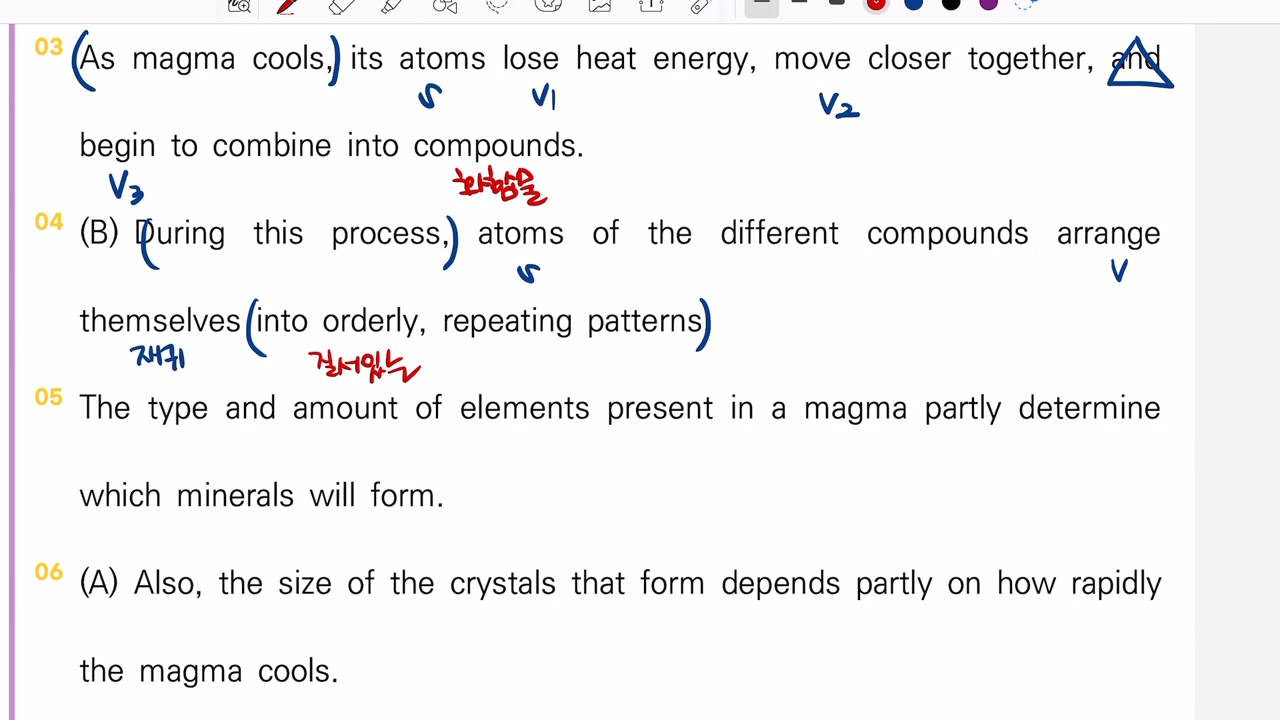 03 (As magma cools,) its atoms lose heat energy, move closer together, and
S V1 V2
begin to combine into compounds.
V3 화합물
04 (B) (During this process,) atoms of the different compounds arrange
S V
themselves (into orderly, repeating patterns)
재귀 질서있는
05 The type and amount of elements present in a magma partly determine
which minerals will form.
06 (A) Also, the size of the crystals that form depends partly on how rapidly
the magma cools.